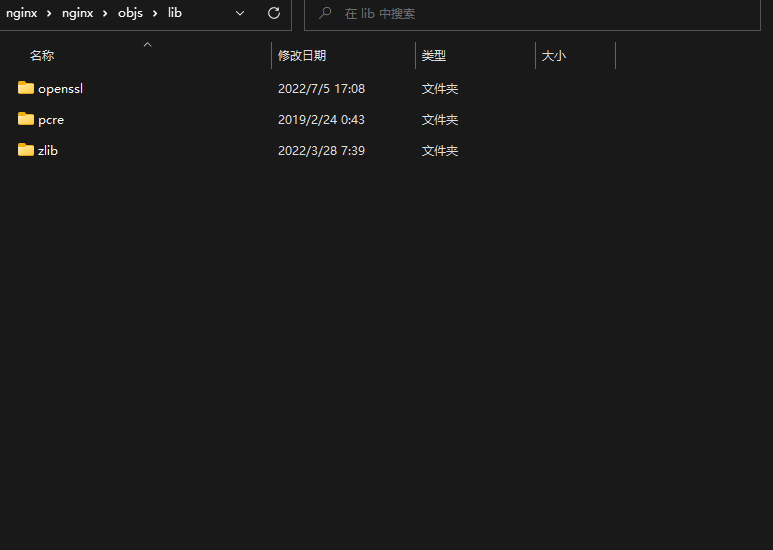 nginx > nginx > objs > lib
在 lib 中搜索
名称 修改日期 类型 大小
openssl 2022/7/5 17:08 文件夹
pcre 2019/2/24 0:43 文件夹
zlib 2022/3/28 7:39 文件夹